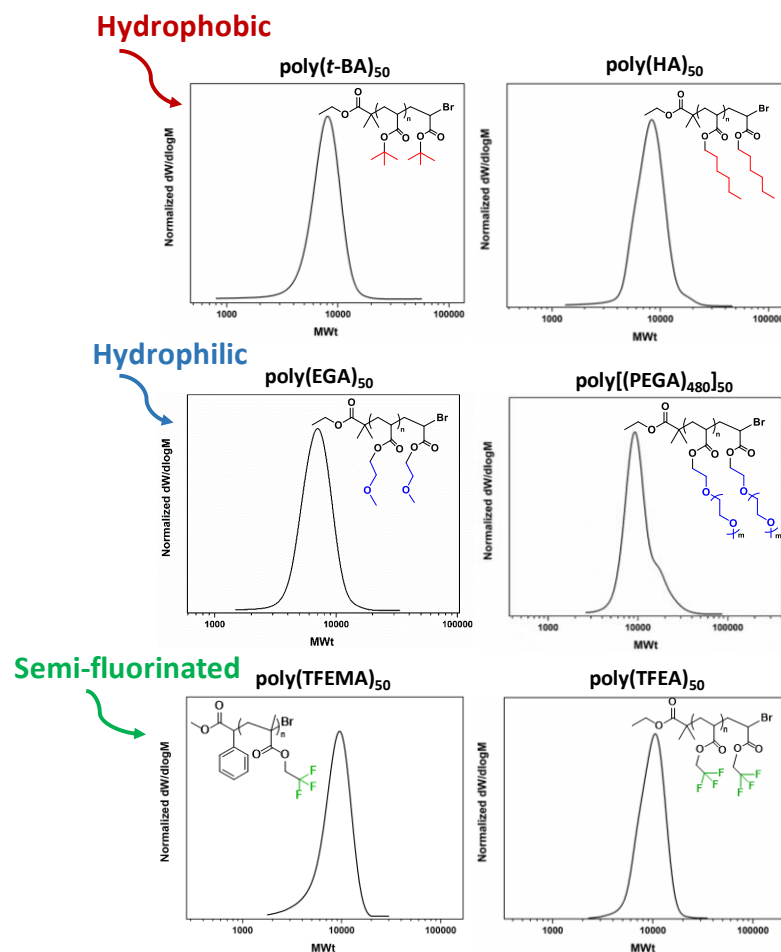 Hydrophobic
poly(t-BA)50
poly(HA)50
Normalized dW/dlogM
O
O
n
Br
O
O
O
O
1000
10000
100000
MWt
Normalized dW/dlogM
O
O
n
Br
O
O
O
O
1000
10000
100000
MWt
Hydrophilic
poly(EGA)50
poly[(PEGA)480]50
Normalized dW/dlogM
O
O
n
Br
O
O
O
O
O
O
1000
10000
100000
MWt
Normalized dW/dlogM
O
O
n
Br
O
O
O
O
O
O
O
m
O
m
1000
10000
100000
MWt
Semi-fluorinated
poly(TFEMA)50
poly(TFEA)50
Normalized dW/dlogM
O
O
n
Br
O
O
F
F
F
1000
10000
100000
MWt
Normalized dW/dlogM
O
O
n
Br
O
O
O
O
F
F
F
F
F
F
1000
10000
100000
MWt